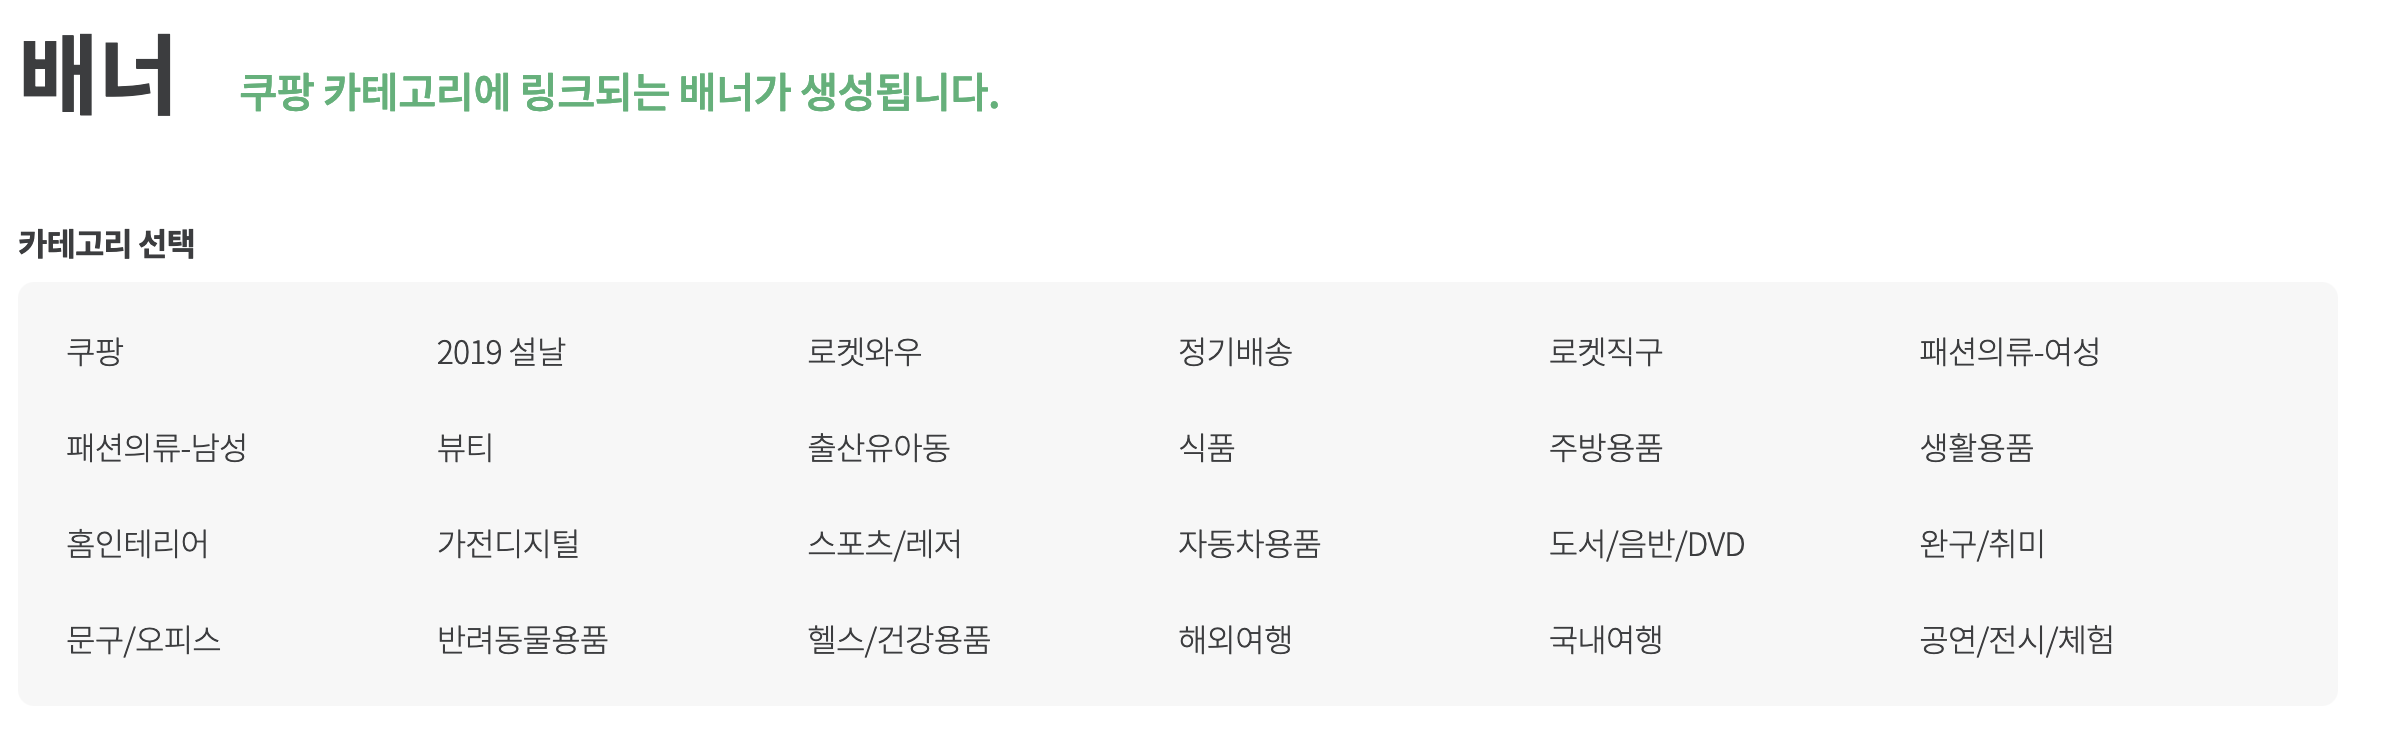 배너 쿠팡 카테고리에 링크되는 배너가 생성됩니다.
카테고리 선택
쿠팡 2019 설날 로켓와우 정기배송 로켓직구 패션의류-여성
패션의류-남성 뷰티 출산유아동 식품 주방용품 생활용품
홈인테리어 가전디지털 스포츠/레저 자동차용품 도서/음반/DVD 완구/취미
문구/오피스 반려동물용품 헬스/건강용품 해외여행 국내여행 공연/전시/체험